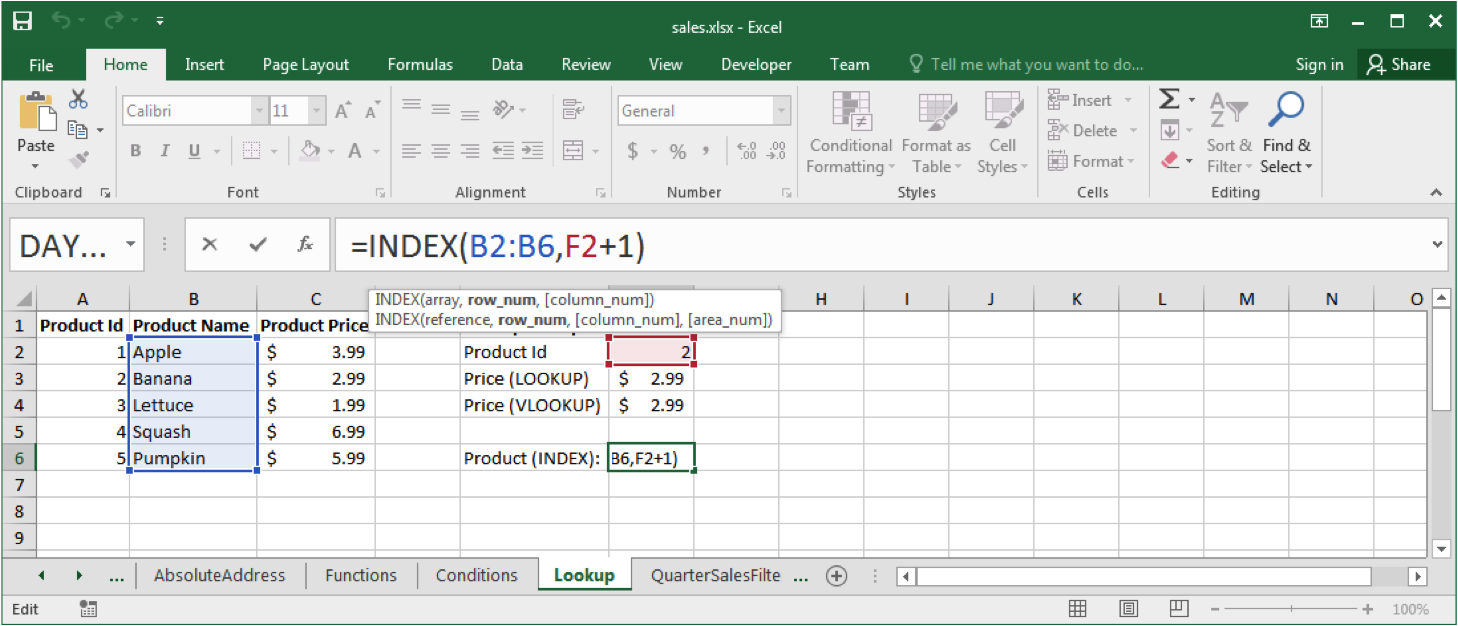 sales.xlsx - Excel
File Home Insert Page Layout Formulas Data Review View Developer Team Tell me what you want to do... Sign in Share
Calibri 11 General Insert
Delete
Format
Paste B I U A $ % , Conditional Formatting Format as Table Cell Styles Sort & Filter Find & Select
Clipboard Font Alignment Number Styles Cells Editing
DAY... fx =INDEX(B2:B6,F2+1)
INDEX(array, row_num, [column_num])
INDEX(reference, row_num, [column_num], [area_num])
A B C H I J K L M N O
1 Product Id Product Name Product Price
2 1 Apple $ 3.99 Product Id 2
3 2 Banana $ 2.99 Price (LOOKUP) $ 2.99
4 3 Lettuce $ 1.99 Price (VLOOKUP) $ 2.99
5 4 Squash $ 6.99
6 5 Pumpkin $ 5.99 Product (INDEX): B6,F2+1)
7
8
9
... AbsoluteAddress Functions Conditions Lookup QuarterSalesFilte ...
Edit 100%